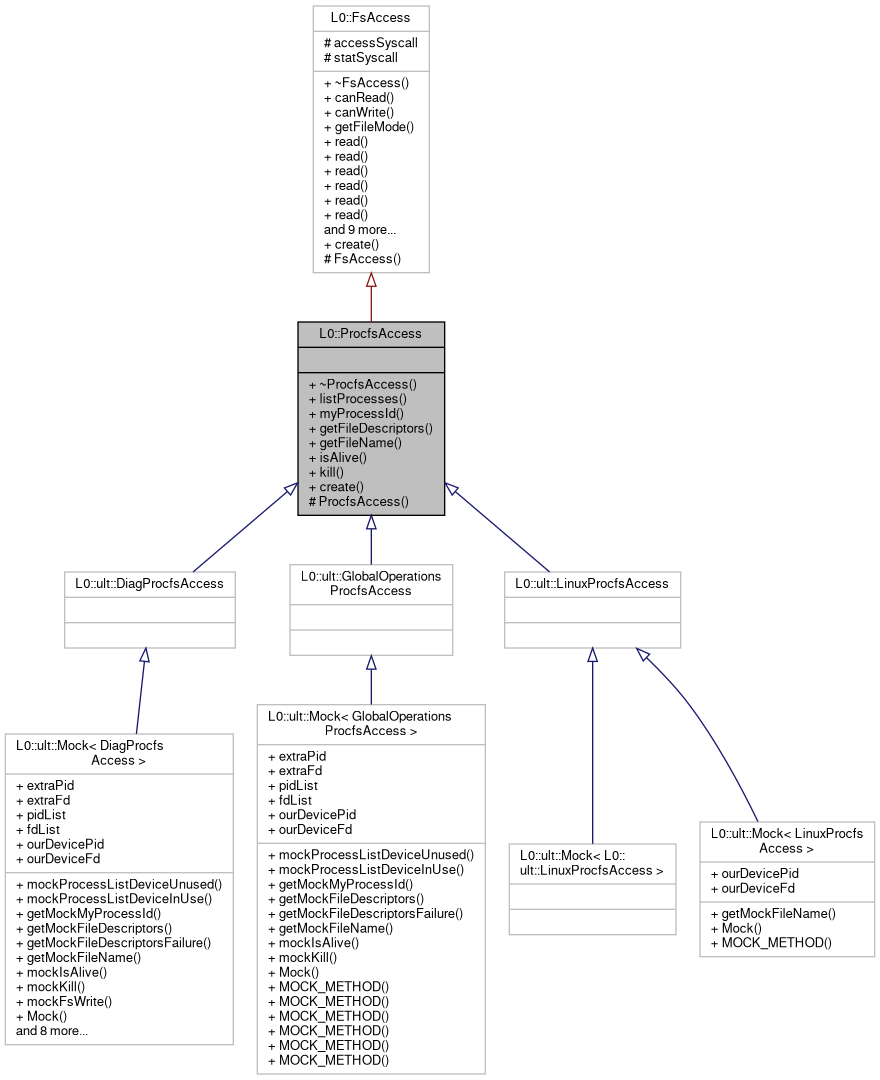 L0::FsAccess
# accessSyscall
# statSyscall
+ ~FsAccess()
+ canRead()
+ canWrite()
+ getFileMode()
+ read()
+ read()
+ read()
+ read()
+ read()
+ read()
and 9 more...
+ create()
# FsAccess()
L0::ProcfsAccess
+ ~ProcfsAccess()
+ listProcesses()
+ myProcessId()
+ getFileDescriptors()
+ getFileName()
+ isAlive()
+ kill()
+ create()
# ProcfsAccess()
L0::ult::DiagProcfsAccess
L0::ult::GlobalOperations
ProcfsAccess
L0::ult::LinuxProcfsAccess
L0::ult::Mock< DiagProcfs
Access >
+ extraPid
+ extraFd
+ pidList
+ fdList
+ ourDevicePid
+ ourDeviceFd
+ mockProcessListDeviceUnused()
+ mockProcessListDeviceInUse()
+ getMockMyProcessId()
+ getMockFileDescriptors()
+ getMockFileDescriptorsFailure()
+ getMockFileName()
+ mockIsAlive()
+ mockKill()
+ mockFsWrite()
+ Mock()
and 8 more...
L0::ult::Mock< GlobalOperations
ProcfsAccess >
+ extraPid
+ extraFd
+ pidList
+ fdList
+ ourDevicePid
+ ourDeviceFd
+ mockProcessListDeviceUnused()
+ mockProcessListDeviceInUse()
+ getMockMyProcessId()
+ getMockFileDescriptors()
+ getMockFileDescriptorsFailure()
+ getMockFileName()
+ mockIsAlive()
+ mockKill()
+ Mock()
+ MOCK_METHOD()
+ MOCK_METHOD()
+ MOCK_METHOD()
+ MOCK_METHOD()
+ MOCK_METHOD()
+ MOCK_METHOD()
L0::ult::Mock< L0::
ult::LinuxProcfsAccess >
L0::ult::Mock< LinuxProcfs
Access >
+ ourDevicePid
+ ourDeviceFd
+ getMockFileName()
+ Mock()
+ MOCK_METHOD()